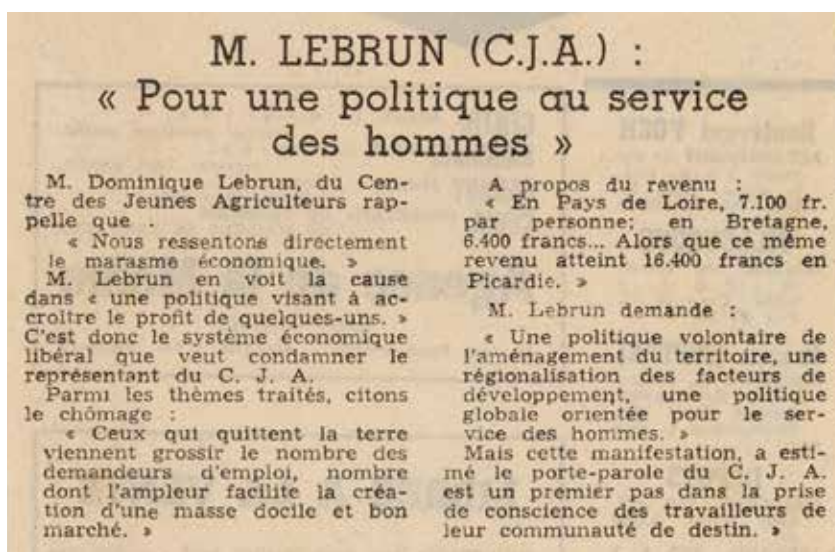 M. LEBRUN (C.J.A.) :
« Pour une politique au service
des hommes »
M. Dominique Lebrun, du Cen-
tre des Jeunes Agriculteurs rap-
pelle que .
« Nous ressentons directement
le marasme économique. »
M. Lebrun en voit la cause
dans « une politique visant à ac-
croître le profit de quelques-uns. »
C'est donc le système économique
libéral que veut condamner le
représentant du C. J. A.
Parmi les thèmes traités, citons
le chômage :
« Ceux qui quittent la terre
viennent grossir le nombre des
demandeurs d'emploi, nombre
dont l'ampleur facilite la créa-
tion d'une masse docile et bon
marché. »
A propos du revenu :
« En Pays de Loire, 7.100 fr.
par personne; en Bretagne,
6.400 francs... Alors que ce même
revenu atteint 16.400 francs en
Picardie. »
M. Lebrun demande :
« Une politique volontaire de
l'aménagement du territoire, une
régionalisation des facteurs de
développement, une politique
globale orientée pour le ser-
vice des hommes. »
Mais cette manifestation, a esti-
mé le porte-parole du C. J. A.
est un premier pas dans la prise
de conscience des travailleurs de
leur communauté de destin. »